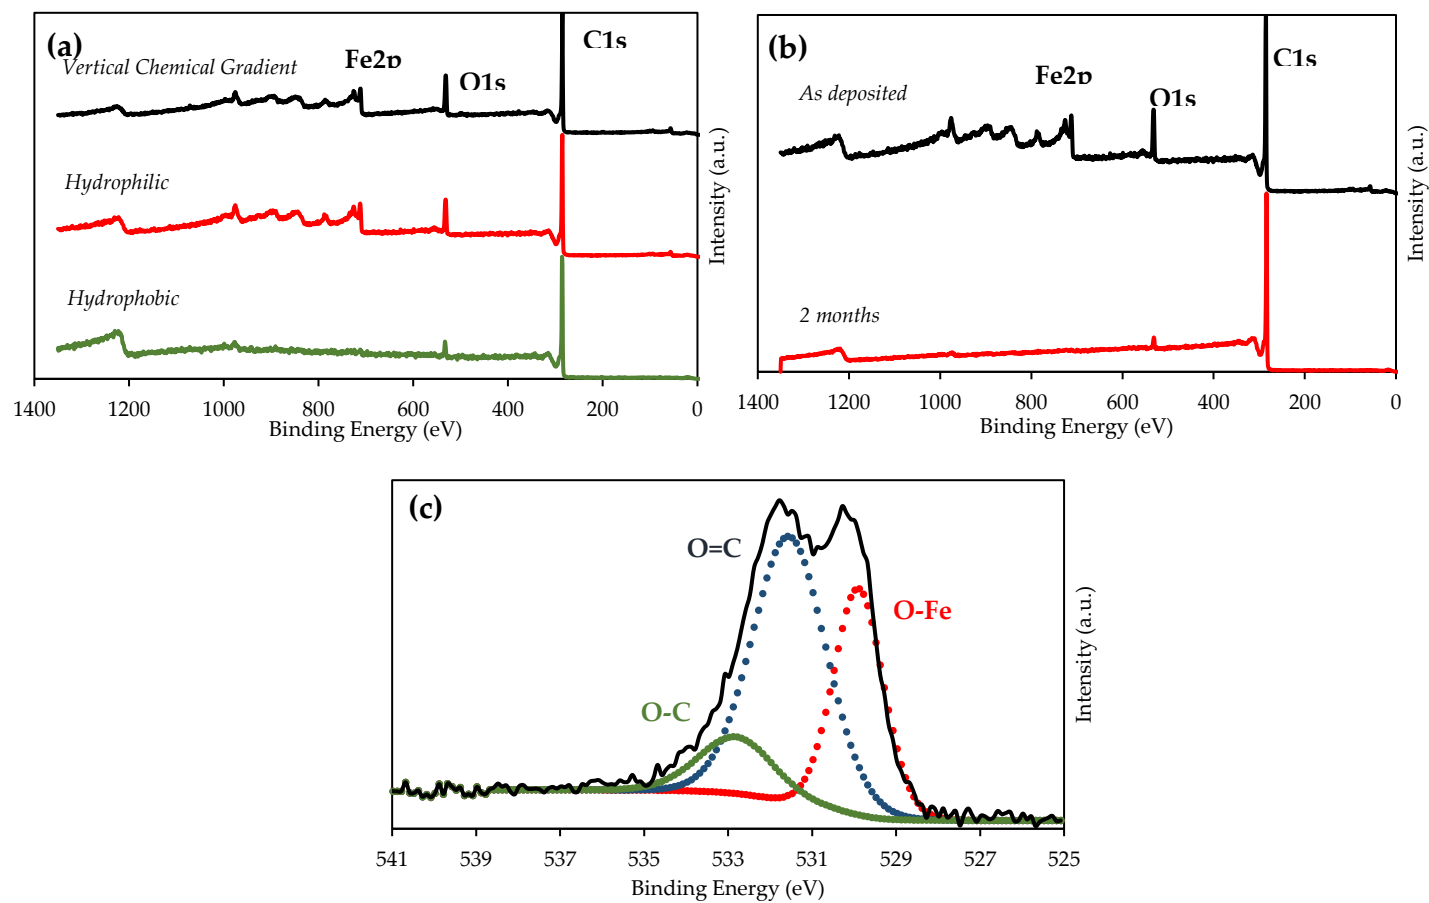 (a)
Vertical Chemical Gradient
Fe2p
O1s
C1s
Hydrophilic
Hydrophobic
Intensity (a.u.)
1400 1200 1000 800 600 400 200 0
Binding Energy (eV)
(b)
As deposited
Fe2p
O1s
C1s
2 months
Intensity (a.u.)
1400 1200 1000 800 600 400 200 0
Binding Energy (eV)
(c)
O=C
O-Fe
O-C
Intensity (a.u.)
541 539 537 535 533 531 529 527 525
Binding Energy (eV)